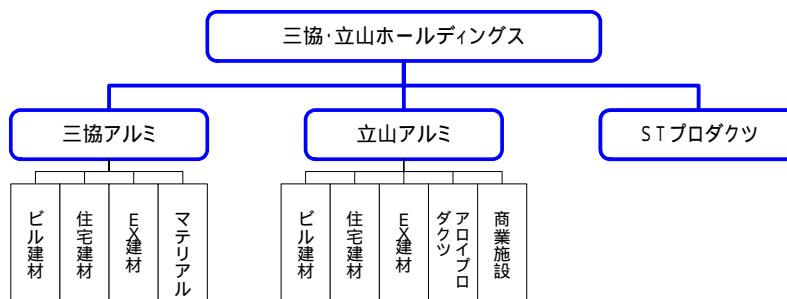 三協･立山ホールディングス
三協アルミ
立山アルミ
STプロダクツ
ビル建材
住宅建材
EX建材
マテリアル
ビル建材
住宅建材
EX建材
アロイプロ
ダクツ
商業施設